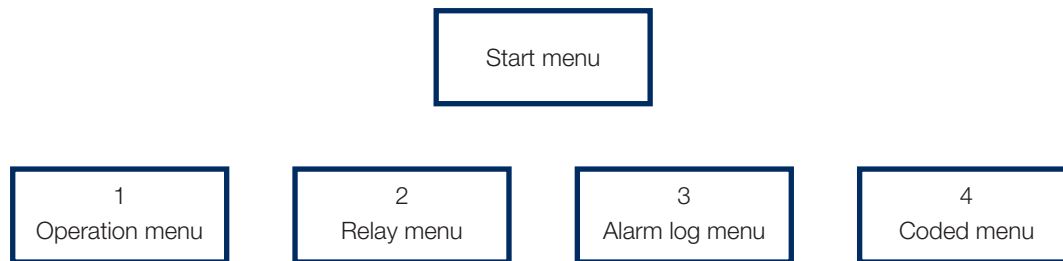 Start menu
1
Operation menu
2
Relay menu
3
Alarm log menu
4
Coded menu